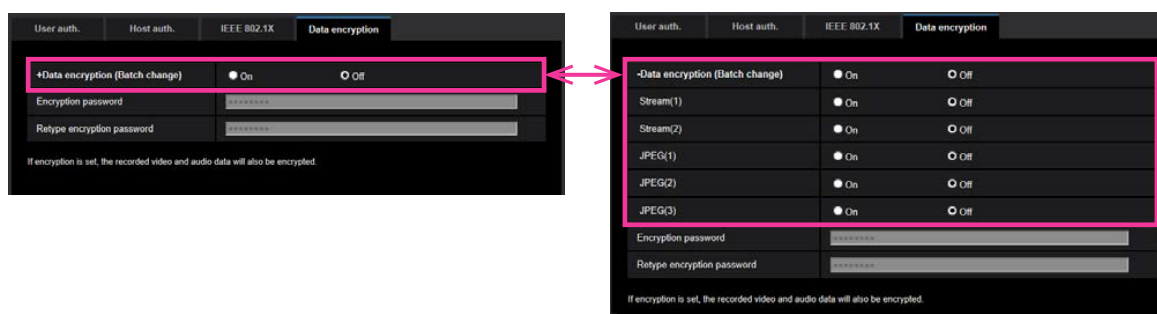 User auth. Host auth. IEEE 802.1X Data encryption
+Data encryption (Batch change) On Off
Encryption password ••••••••
Retype encryption password ••••••••
If encryption is set, the recorded video and audio data will also be encrypted.
User auth. Host auth. IEEE 802.1X Data encryption
-Data encryption (Batch change) On Off
Stream(1) On Off
Stream(2) On Off
JPEG(1) On Off
JPEG(2) On Off
JPEG(3) On Off
Encryption password ••••••••
Retype encryption password ••••••••
If encryption is set, the recorded video and audio data will also be encrypted.